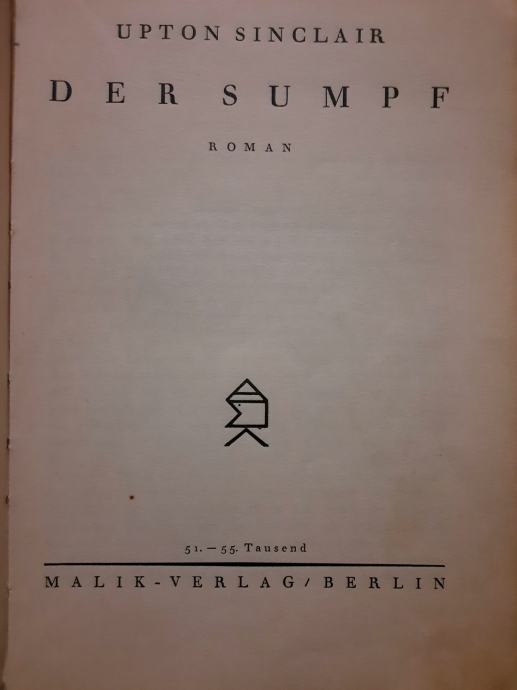 UPTON SINCLAIR
DER SUMPF
ROMAN
51.—55. Tausend
MALIK-VERLAG/BERLIN